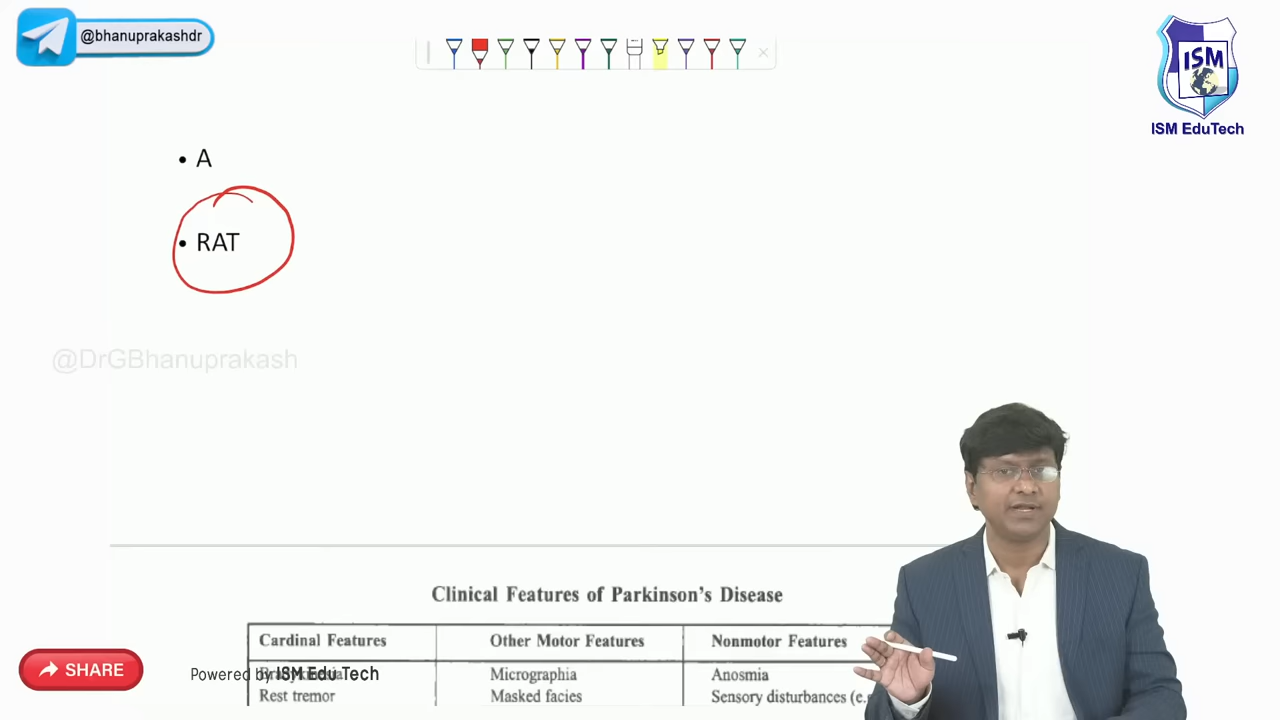 @bhanuprakashdr
ISM
ISM EduTech
• A
• RAT
@DrGBhanuprakash
Clinical Features of Parkinson's Disease
Cardinal Features Other Motor Features Nonmotor Features
Micrographia Anosmia
Rest tremor Masked facies Sensory disturbances (e.
SHARE
Powered by ISM EduTech